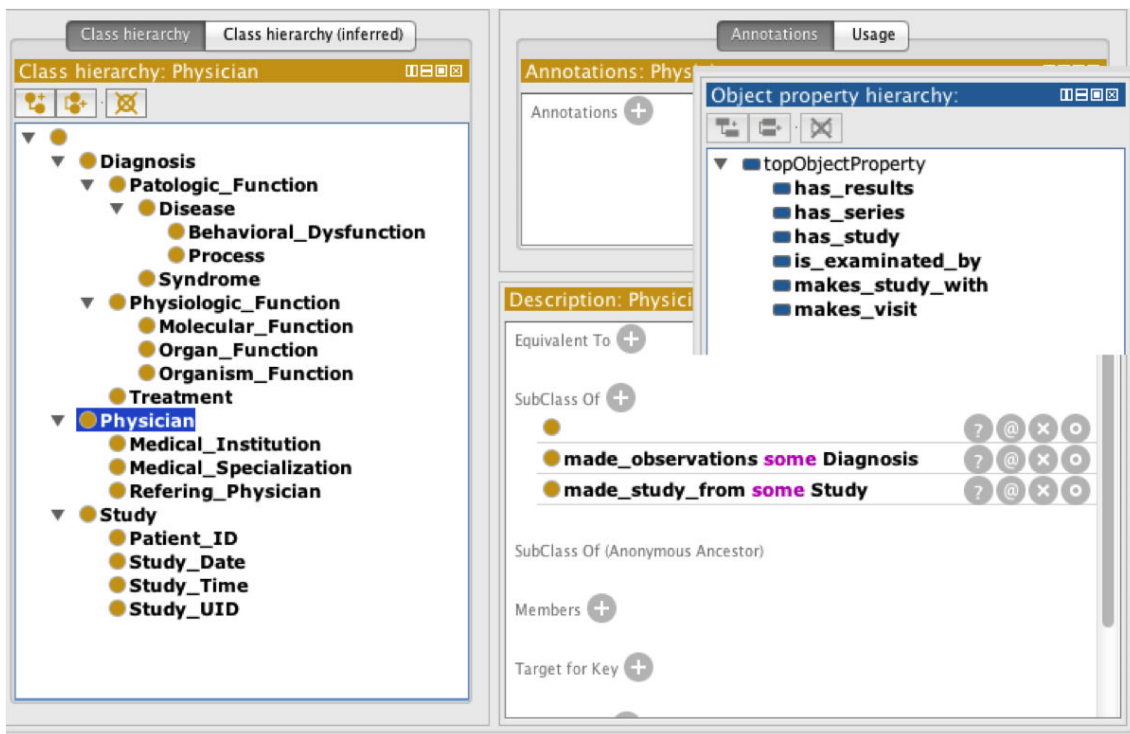 Class hierarchy Class hierarchy (inferred)
Class hierarchy: Physician
Diagnosis
Patologic_Function
Disease
Behavioral_Dysfunction
Process
Syndrome
Physiologic_Function
Molecular_Function
Organ_Function
Organism_Function
Treatment
Physician
Medical_Institution
Medical_Specialization
Refering_Physician
Study
Patient_ID
Study_Date
Study_Time
Study_UID
Annotations Usage
Annotations: Phys
Annotations
Object property hierarchy:
topObjectProperty
has_results
has_series
has_study
is_examinated_by
makes_study_with
makes_visit
Description: Physici
Equivalent To
SubClass Of
? @
made_observations some Diagnosis ? @
made_study_from some Study ? @
SubClass Of (Anonymous Ancestor)
Members
Target for Key